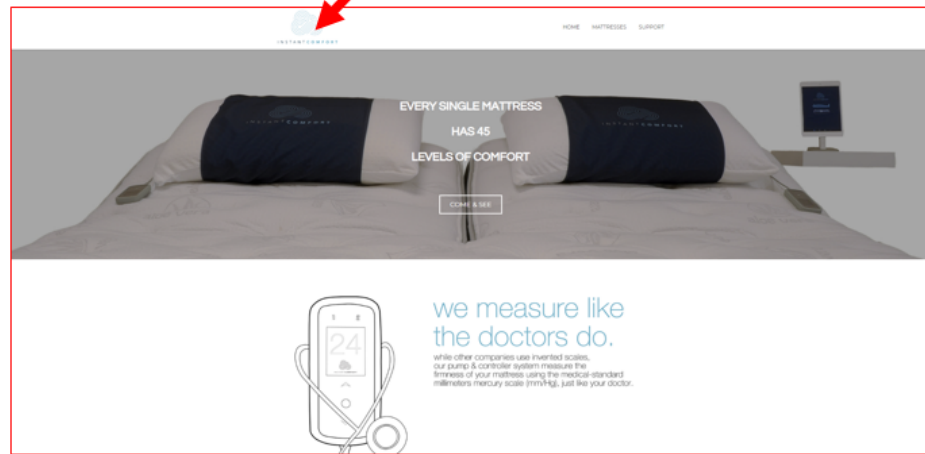 INSTANTCOMFORT
HOME MATTRESSES SUPPORT
EVERY SINGLE MATTRESS
HAS 45
LEVELS OF COMFORT
INSTANTCOMFORT
INSTANTCOMFORT
COME & SEE
we measure like
the doctors do.
while other companies use invented scales,
our pump & controller system measure the
firmness of your mattress using the medical-standard
millimeters mercury scale (mm/Hg), just like your doctor.
24